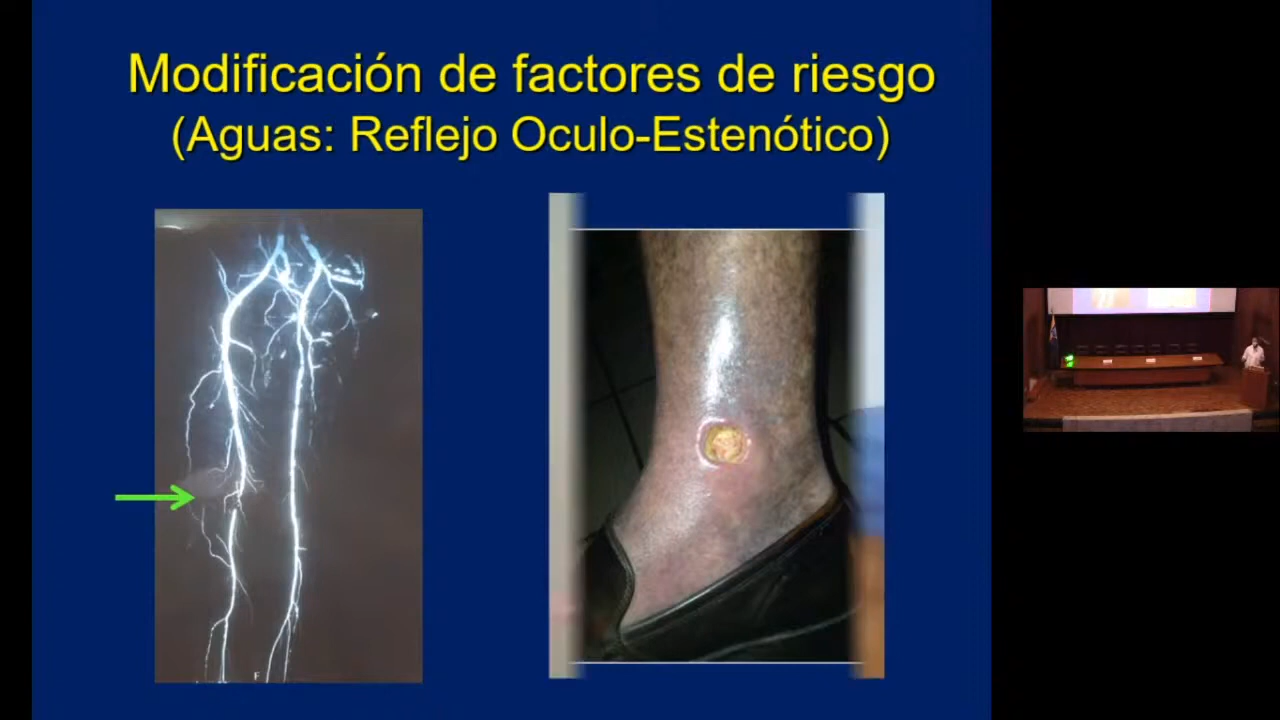 Modificación de factores de riesgo
(Aguas: Reflejo Oculo-Estenótico)
F